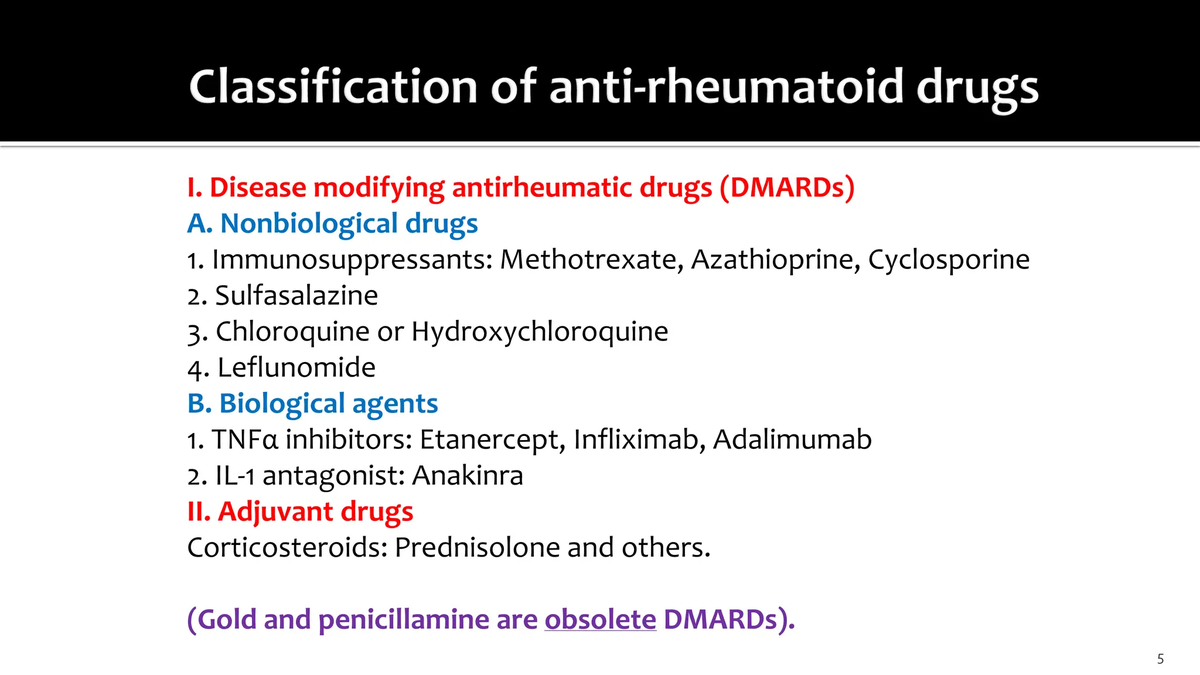 Classification of anti-rheumatoid drugs
I. Disease modifying antirheumatic drugs (DMARDs)
A. Nonbiological drugs
1. Immunosuppressants: Methotrexate, Azathioprine, Cyclosporine
2. Sulfasalazine
3. Chloroquine or Hydroxychloroquine
4. Leflunomide
B. Biological agents
1. TNFα inhibitors: Etanercept, Infliximab, Adalimumab
2. IL-1 antagonist: Anakinra
II. Adjuvant drugs
Corticosteroids: Prednisolone and others.
(Gold and penicillamine are obsolete DMARDs).
5